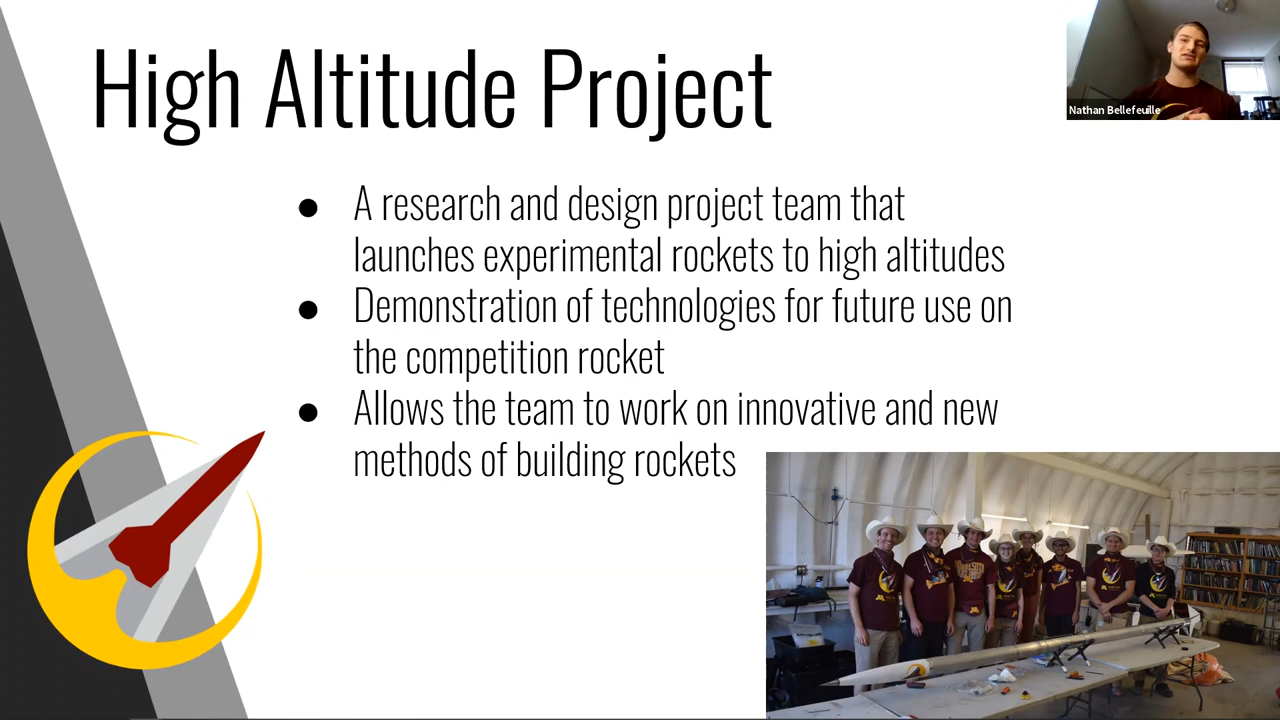 High Altitude Project
Nathan Bellefeuille
● A research and design project team that
launches experimental rockets to high altitudes
● Demonstration of technologies for future use on
the competition rocket
● Allows the team to work on innovative and new
methods of building rockets